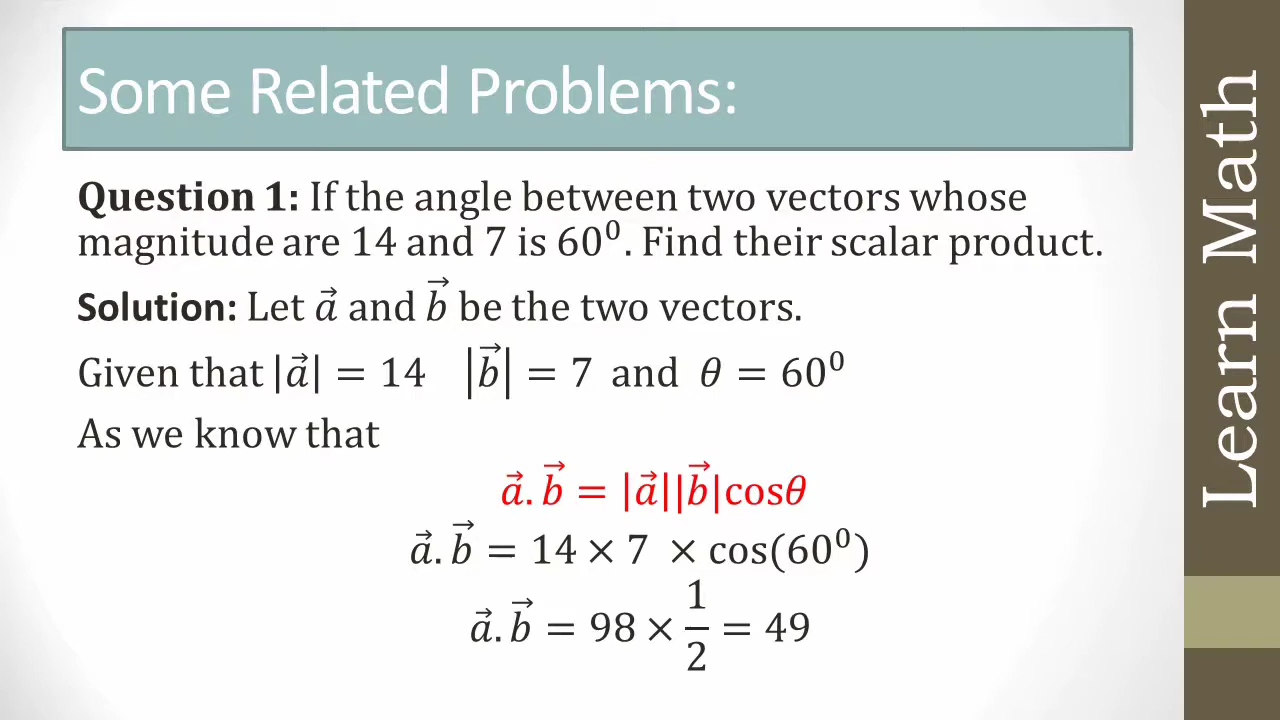 Some Related Problems:
Question 1: If the angle between two vectors whose
magnitude are 14 and 7 is 60⁰. Find their scalar product.
Solution: Let a⃗ and b⃗ be the two vectors.
Given that |a⃗| = 14 |b⃗| = 7 and θ = 60⁰
As we know that
a⃗. b⃗ = |a⃗||b⃗|cosθ
a⃗. b⃗ = 14 × 7 × cos(60⁰)
a⃗. b⃗ = 98 × 1/2 = 49
Learn Math